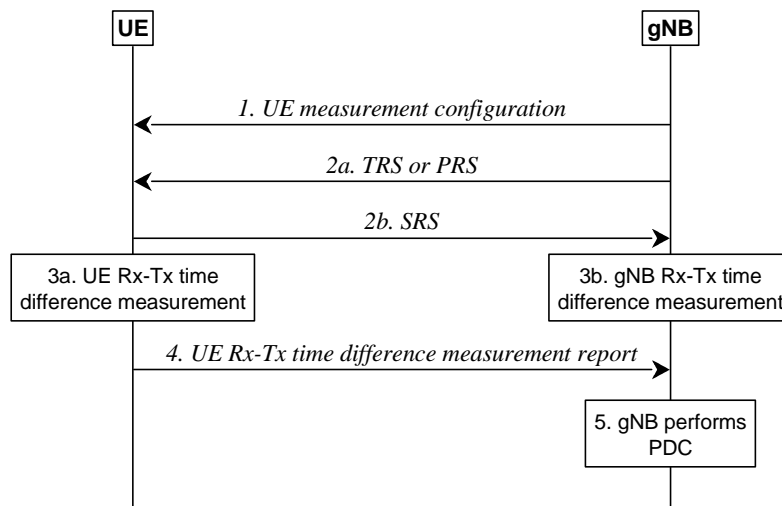 UE
gNB
1. UE measurement configuration
2a. TRS or PRS
2b. SRS
3a. UE Rx-Tx time
difference measurement
3b. gNB Rx-Tx time
difference measurement
4. UE Rx-Tx time difference measurement report
5. gNB performs
PDC